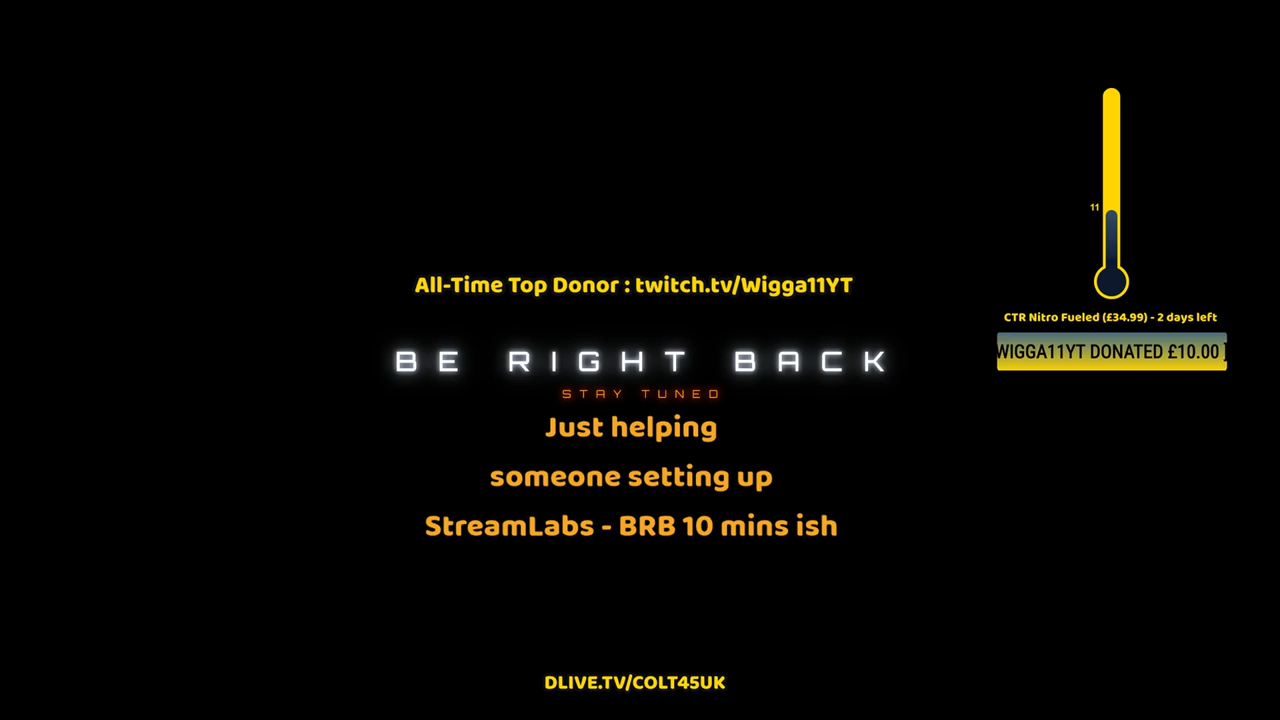 11
All-Time Top Donor : twitch.tv/Wigga11YT
CTR Nitro Fueled (£34.99) - 2 days left
WIGGA11YT DONATED £10.00 ]
BE RIGHT BACK
STAY TUNED
Just helping
someone setting up
StreamLabs - BRB 10 mins ish
DLIVE.TV/COLT45UK